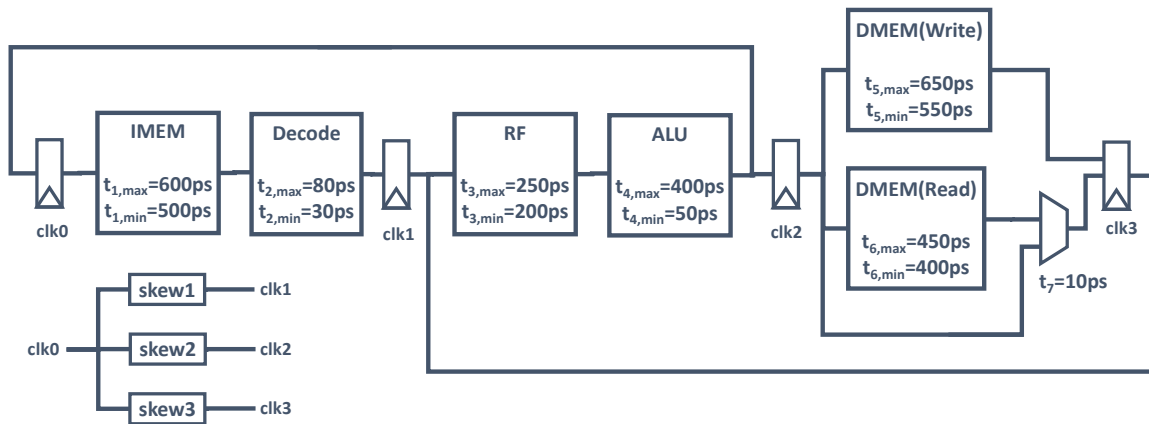 IMEM
t1,max=600ps
t1,min=500ps
clk0
Decode
t2,max=80ps
t2,min=30ps
clk1
RF
t3,max=250ps
t3,min=200ps
ALU
t4,max=400ps
t4,min=50ps
clk2
DMEM(Write)
t5,max=650ps
t5,min=550ps
DMEM(Read)
t6,max=450ps
t6,min=400ps
t7=10ps
clk3
clk0
skew1
clk1
skew2
clk2
skew3
clk3